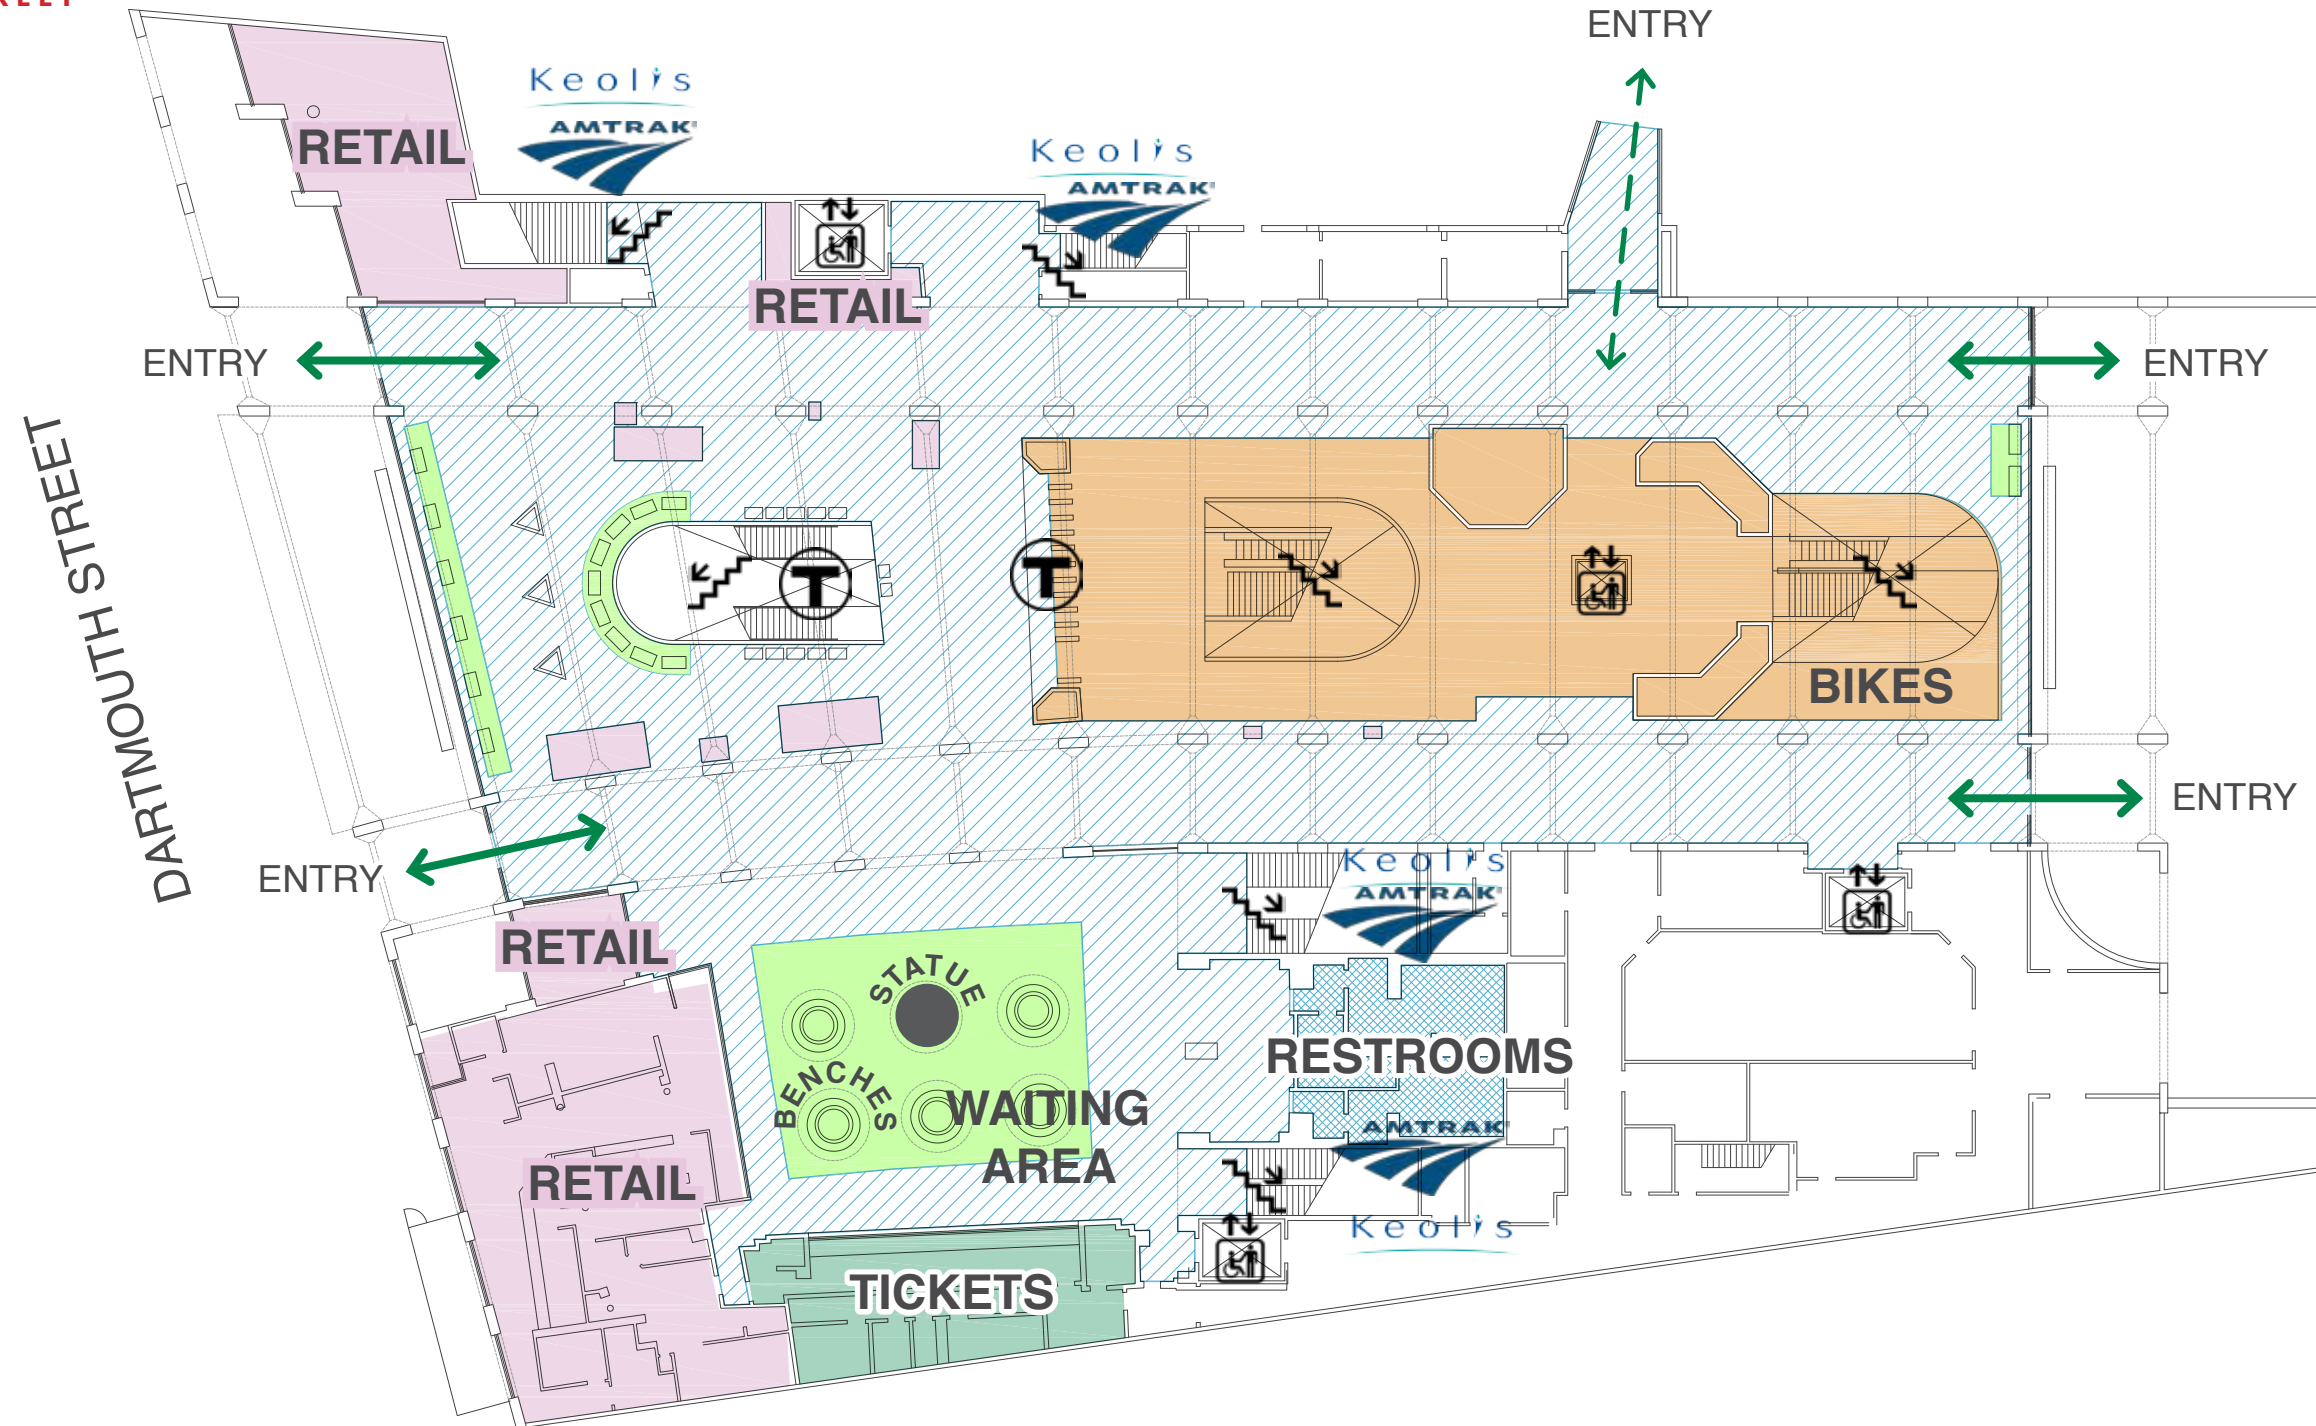 ENTRY
Keolis
AMTRAK
RETAIL
Keolis
AMTRAK
RETAIL
ENTRY
ENTRY
DARTMOUTH STREET
T
T
BIKES
ENTRY
ENTRY
Keolis
AMTRAK
RETAIL
STATUE
BENCHES
WAITING
AREA
RESTROOMS
AMTRAK
Keolis
RETAIL
TICKETS